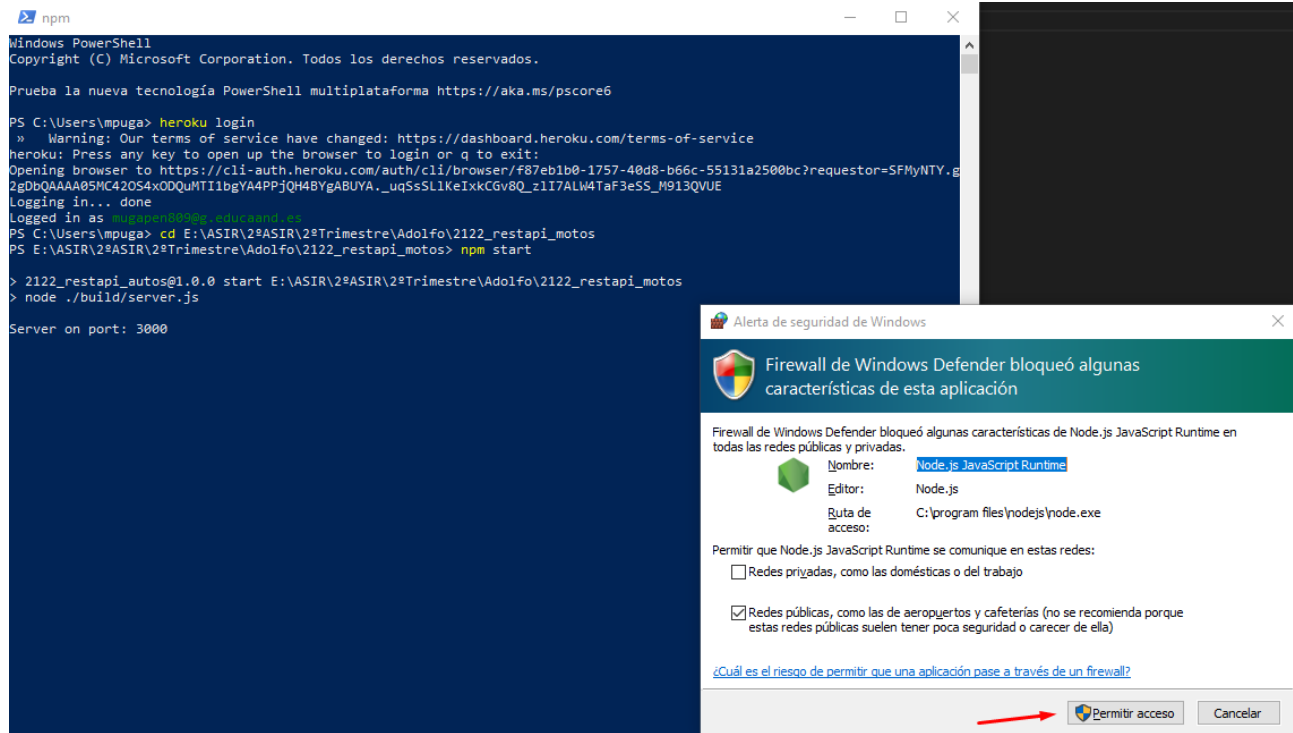 npm
Windows PowerShell
Copyright (C) Microsoft Corporation. Todos los derechos reservados.
Prueba la nueva tecnología PowerShell multiplataforma https://aka.ms/pscore6
PS C:\Users\mpuga> heroku login
»   Warning: Our terms of service have changed: https://dashboard.heroku.com/terms-of-service
heroku: Press any key to open up the browser to login or q to exit:
Opening browser to https://cli-auth.heroku.com/auth/cli/browser/f87eb1b0-1757-40d8-b66c-55131a2500bc?requestor=SFMyNTY.g
2gDbQAAAA05MC42OS4xODQuMTI1bgYA4PPjQH4BYgABUYA._uqSsSLlKeIxkCGv8Q_zlI7ALW4TaF3eSS_M913QVUE
Logging in... done
Logged in as mugapen809@g.educaand.es
PS C:\Users\mpuga> cd E:\ASIR\2ºASIR\2ºTrimestre\Adolfo\2122_restapi_motos
PS E:\ASIR\2ºASIR\2ºTrimestre\Adolfo\2122_restapi_motos> npm start
> 2122_restapi_autos@1.0.0 start E:\ASIR\2ºASIR\2ºTrimestre\Adolfo\2122_restapi_motos
> node ./build/server.js
Server on port: 3000
Alerta de seguridad de Windows
Firewall de Windows Defender bloqueó algunas
características de esta aplicación
Firewall de Windows Defender bloqueó algunas características de Node.js JavaScript Runtime en
todas las redes públicas y privadas.
Nombre: Node.js JavaScript Runtime
Editor: Node.js
Ruta de acceso: C:\program files\nodejs\node.exe
Permitir que Node.js JavaScript Runtime se comunique en estas redes:
Redes privadas, como las domésticas o del trabajo
Redes públicas, como las de aeropuertos y cafeterías (no se recomienda porque
estas redes públicas suelen tener poca seguridad o carecer de ella)
¿Cuál es el riesgo de permitir que una aplicación pase a través de un firewall?
Permitir acceso
Cancelar